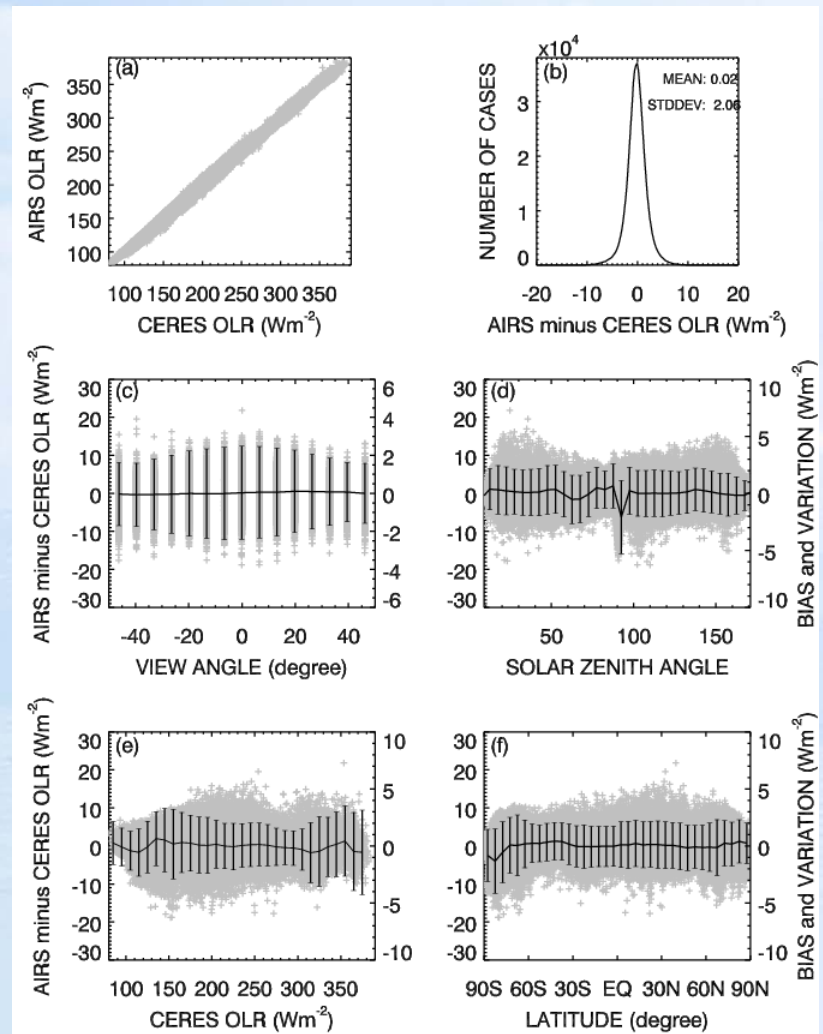 (a)
AIRS OLR (Wm-2)
350
300
250
200
150
100
100 150 200 250 300 350
CERES OLR (Wm-2)
x10^4
(b)
MEAN: 0.02
STDDEV: 2.06
NUMBER OF CASES
3
2
1
0
-20 -10 0 10 20
AIRS minus CERES OLR (Wm-2)
(c)
AIRS minus CERES OLR (Wm-2)
30
20
10
0
-10
-20
-30
6
4
2
0
-2
-4
-6
-40 -20 0 20 40
VIEW ANGLE (degree)
(d)
30
20
10
0
-10
-20
-30
10
5
0
-5
-10
BIAS and VARIATION (Wm-2)
50 100 150
SOLAR ZENITH ANGLE
(e)
AIRS minus CERES OLR (Wm-2)
30
20
10
0
-10
-20
-30
10
5
0
-5
-10
100 150 200 250 300 350
CERES OLR (Wm-2)
(f)
30
20
10
0
-10
-20
-30
10
5
0
-5
-10
BIAS and VARIATION (Wm-2)
90S 60S 30S EQ 30N 60N 90N
LATITUDE (degree)